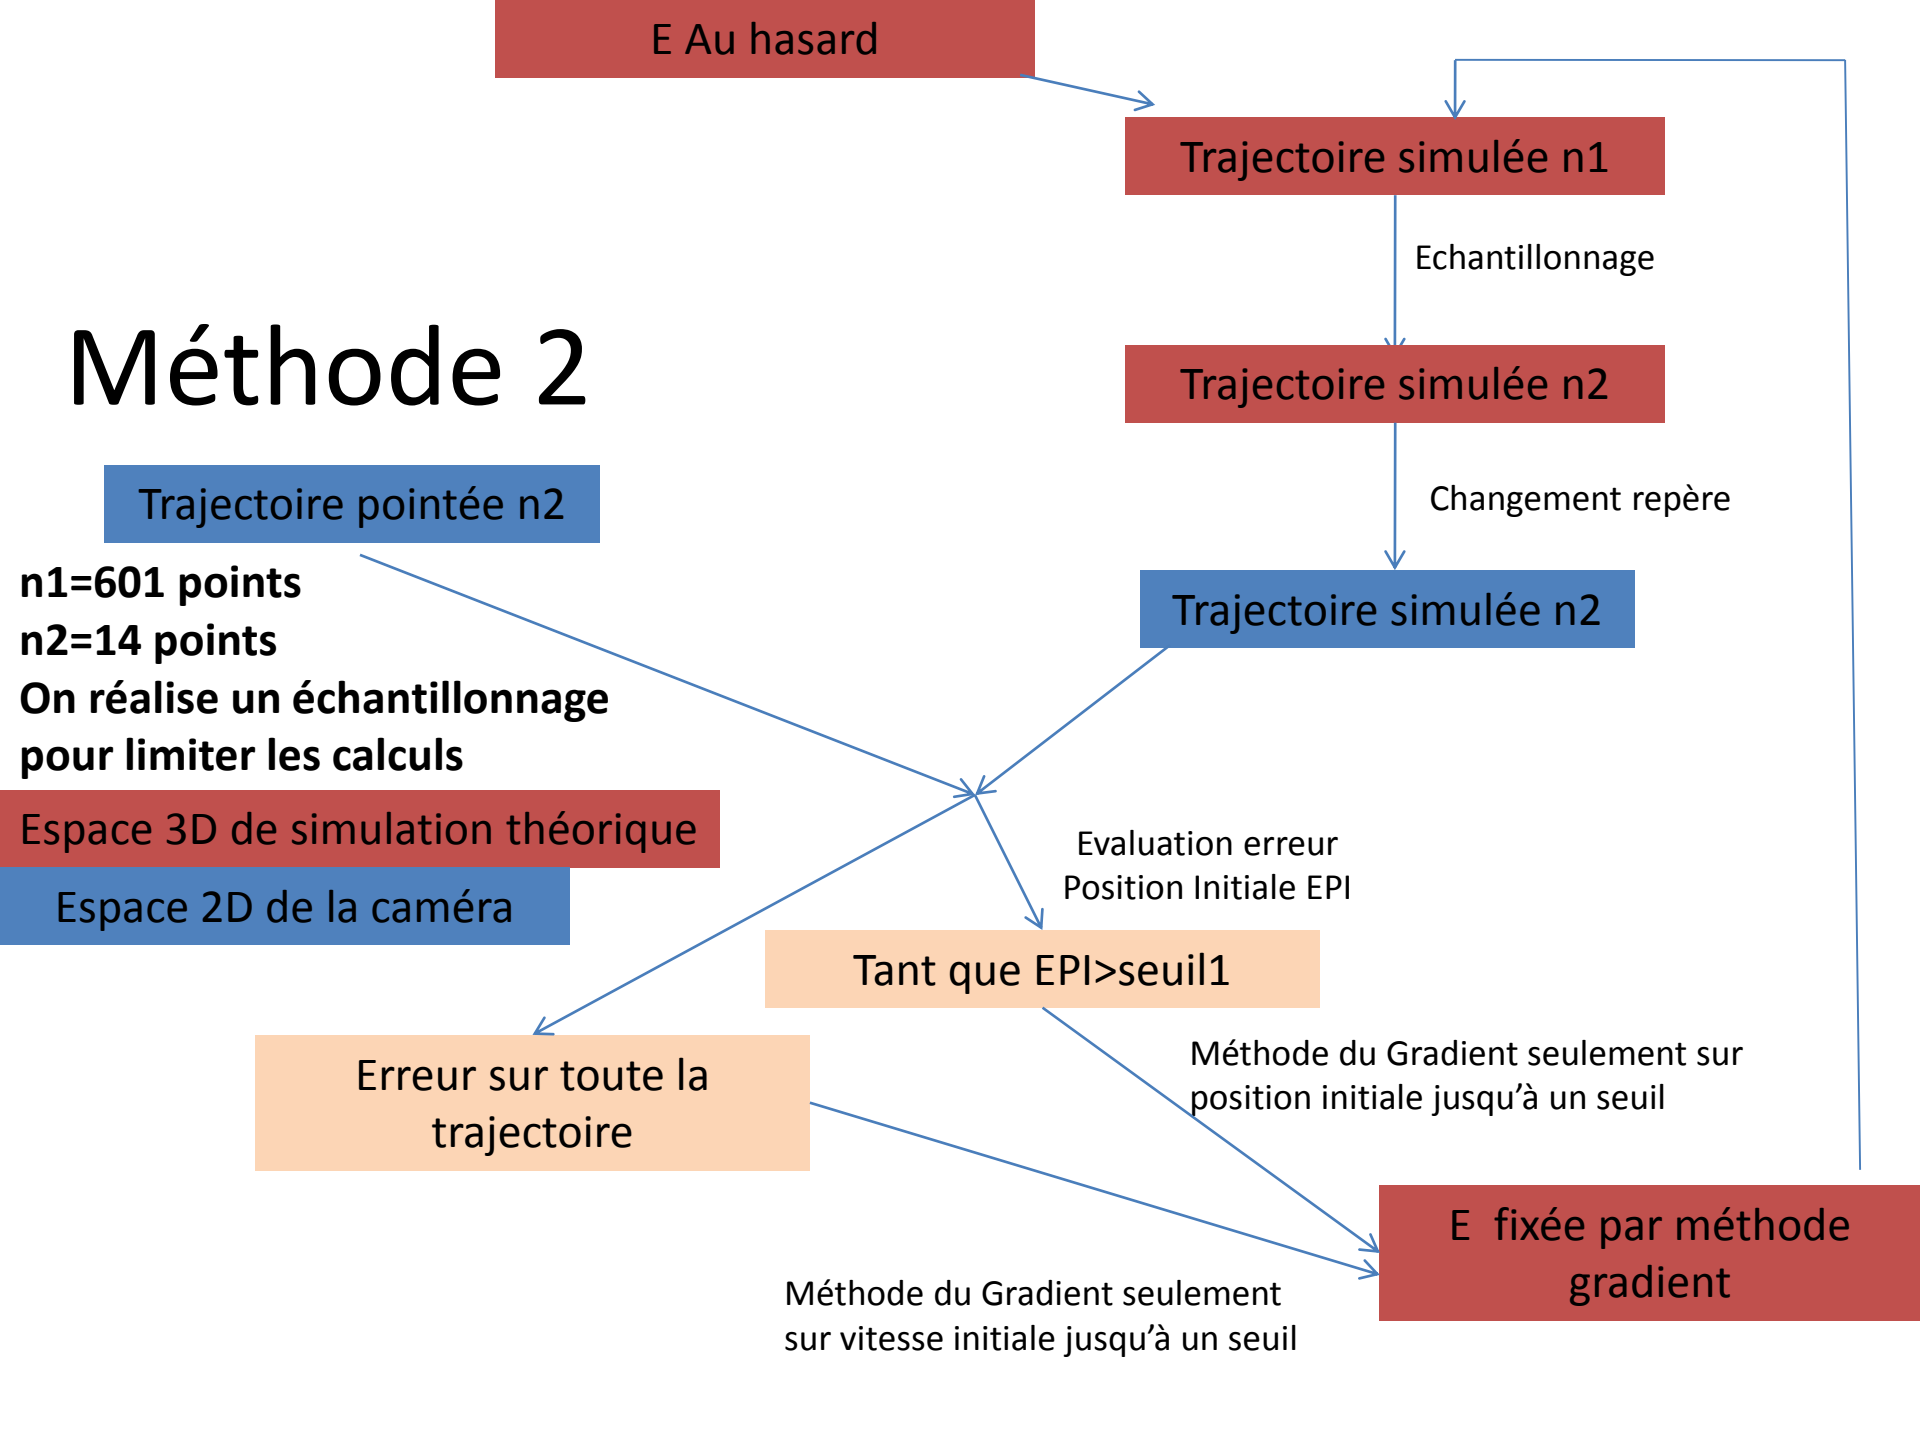 E Au hasard
Trajectoire simulée n1
Echantillonnage
Méthode 2
Trajectoire simulée n2
Trajectoire pointée n2
Changement repère
n1=601 points
n2=14 points
On réalise un échantillonnage
pour limiter les calculs
Trajectoire simulée n2
Espace 3D de simulation théorique
Espace 2D de la caméra
Evaluation erreur
Position Initiale EPI
Tant que EPI>seuil1
Erreur sur toute la
trajectoire
Méthode du Gradient seulement sur
position initiale jusqu’à un seuil
E  fixée par méthode
gradient
Méthode du Gradient seulement
sur vitesse initiale jusqu’à un seuil